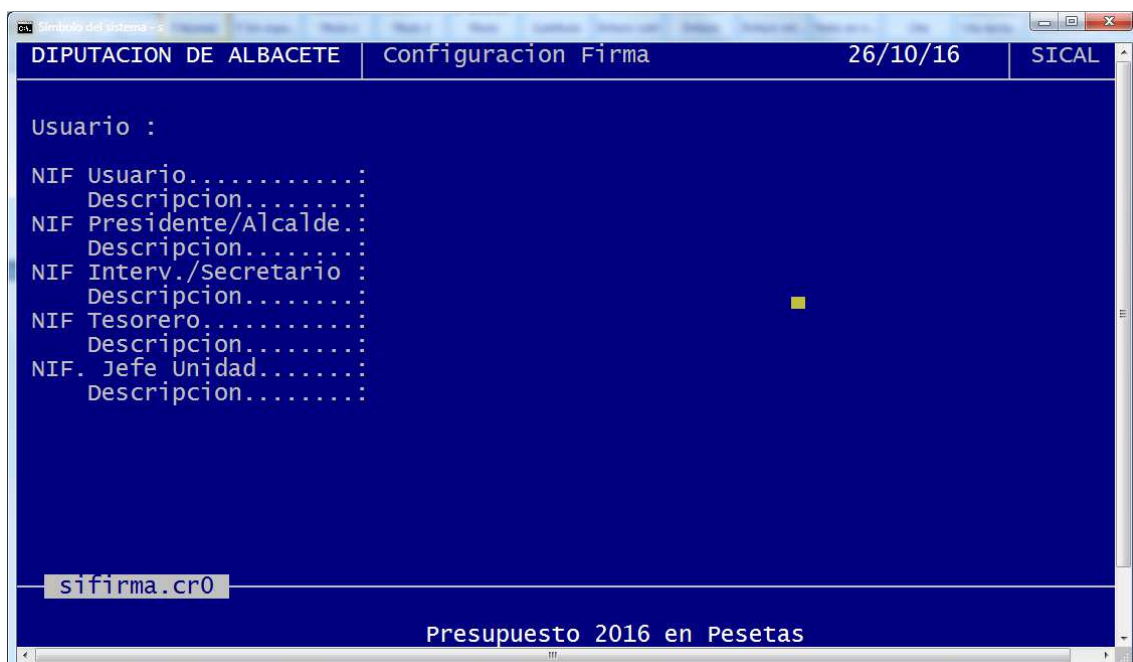 Simbolo del sistema - s
DIPUTACION DE ALBACETE Configuracion Firma 26/10/16 SICAL
Usuario :
NIF Usuario............:
Descripcion........:
NIF Presidente/Alcalde.:
Descripcion........:
NIF Interv./Secretario :
Descripcion........:
NIF Tesorero...........:
Descripcion........:
NIF. Jefe Unidad.......:
Descripcion........:
sifirma.cr0
Presupuesto 2016 en Pesetas